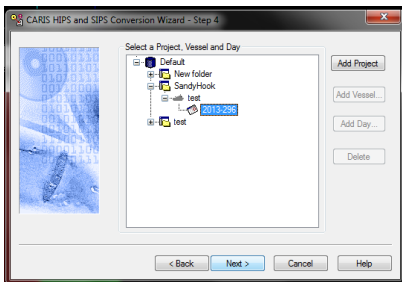 CARIS HIPS and SIPS Conversion Wizard - Step 4
Select a Project, Vessel and Day
Default
New folder
SandyHook
test
2013-296
test
Add Project
Add Vessel...
Add Day...
Delete
< Back
Next >
Cancel
Help